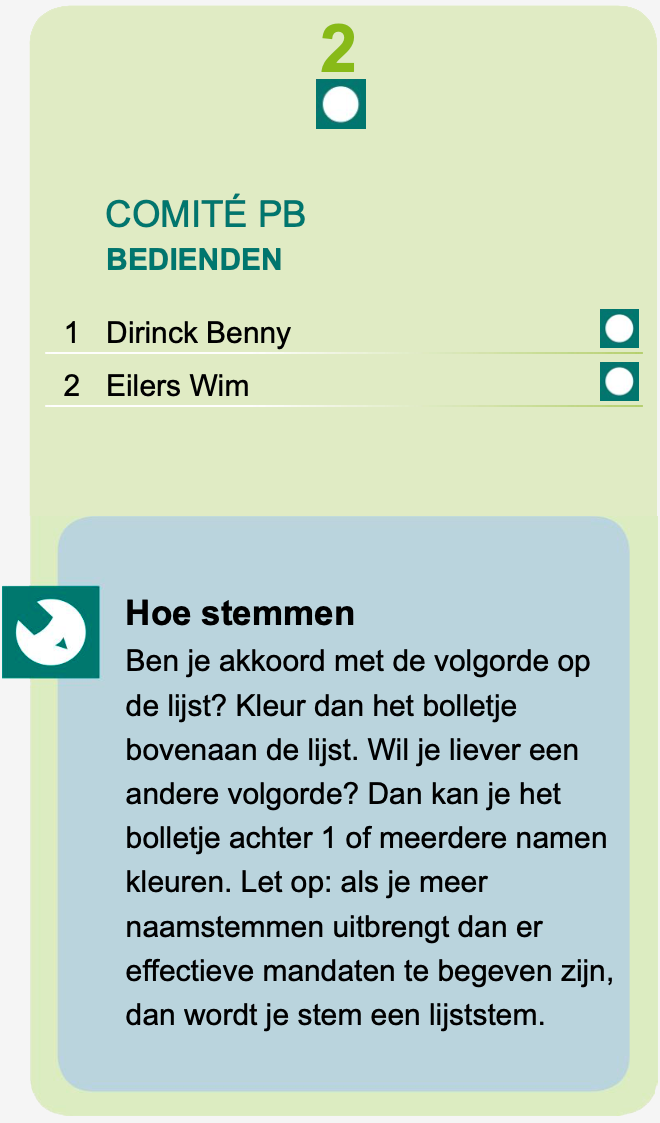 2
COMITÉ PB
BEDIENDEN
1 Dirinck Benny
2 Eilers Wim
Hoe stemmen
Ben je akkoord met de volgorde op
de lijst? Kleur dan het bolletje
bovenaan de lijst. Wil je liever een
andere volgorde? Dan kan je het
bolletje achter 1 of meerdere namen
kleuren. Let op: als je meer
naamstemmen uitbrengt dan er
effectieve mandaten te begeven zijn,
dan wordt je stem een lijststem.